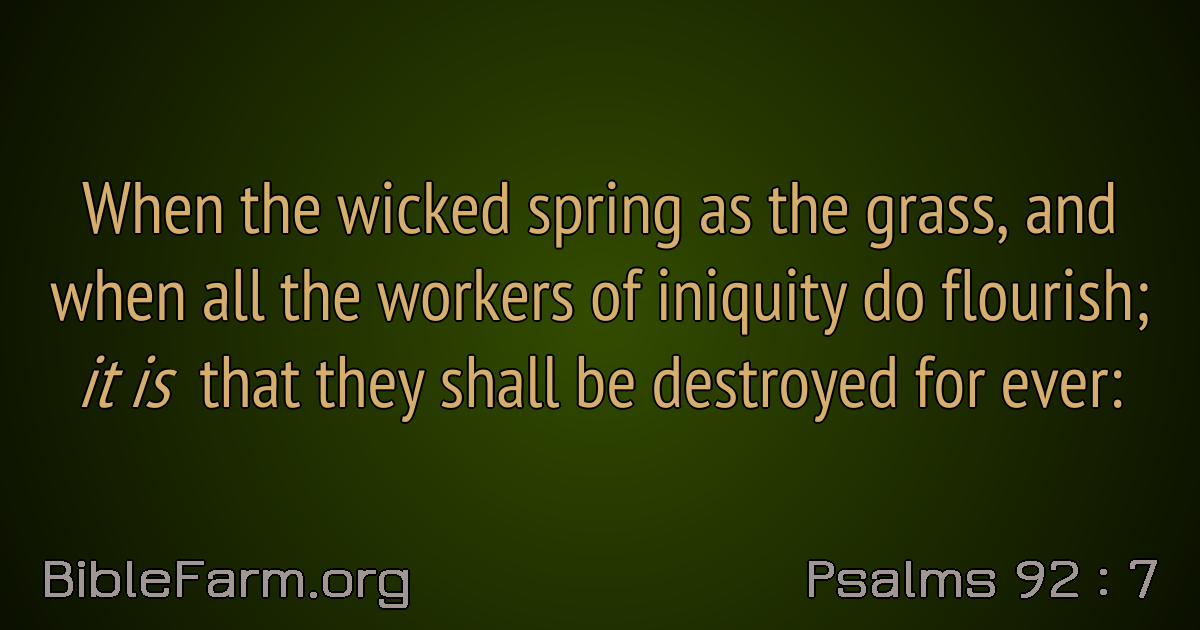 When the wicked spring as the grass, and
when all the workers of iniquity do flourish;
it is that they shall be destroyed for ever:
BibleFarm.org
Psalms 92 : 7